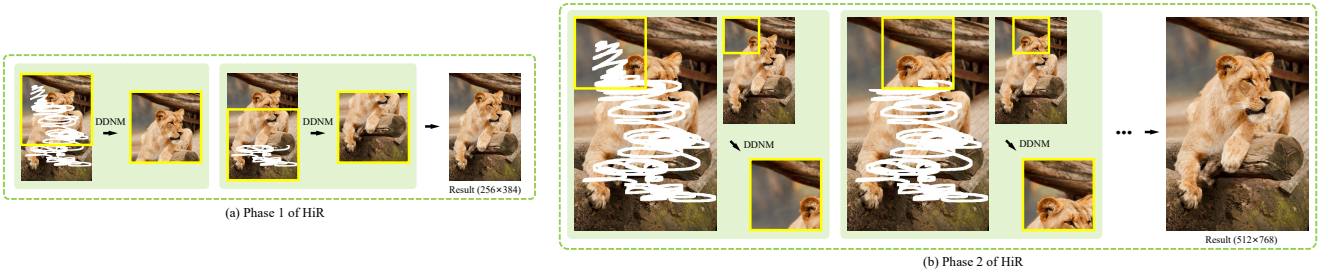 DDNM
DDNM
Result (256×384)
(a) Phase 1 of HiR
DDNM
DDNM
Result (512×768)
(b) Phase 2 of HiR